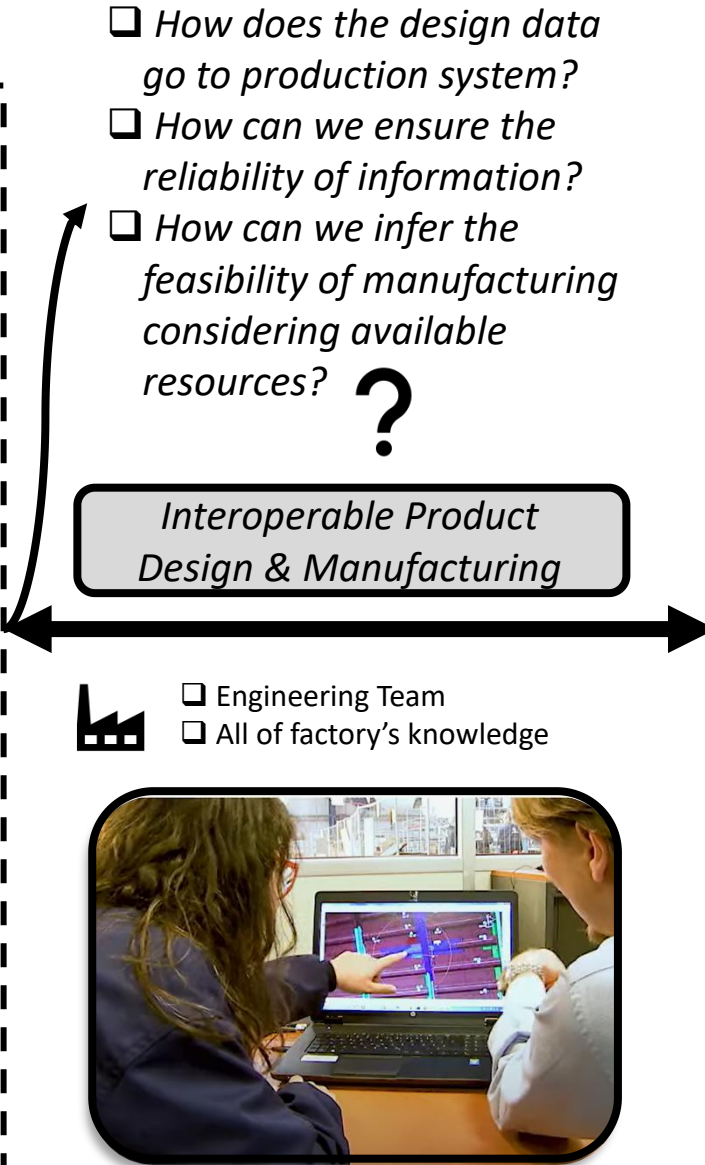 ❑ How does the design data
go to production system?
❑ How can we ensure the
reliability of information?
❑ How can we infer the
feasibility of manufacturing
considering available
resources?
?
Interoperable Product
Design & Manufacturing
❑ Engineering Team
❑ All of factory’s knowledge